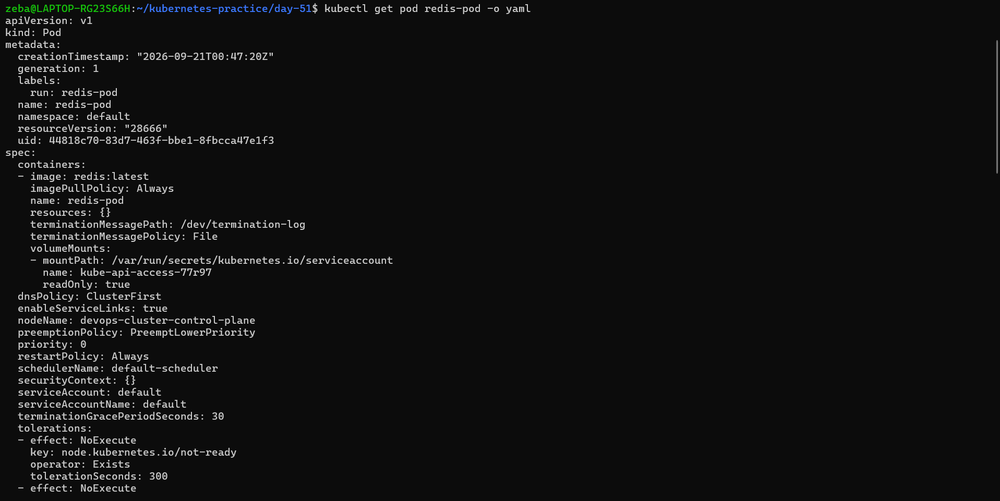 zeba@LAPTOP-RG23S66H:~/kubernetes-practice/day-51$ kubectl get pod redis-pod -o yaml
apiVersion: v1
kind: Pod
metadata:
  creationTimestamp: "2026-09-21T00:47:20Z"
  generation: 1
  labels:
    run: redis-pod
  name: redis-pod
  namespace: default
  resourceVersion: "28666"
  uid: 44818c70-83d7-463f-bbe1-8fbcca47e1f3
spec:
  containers:
  - image: redis:latest
    imagePullPolicy: Always
    name: redis-pod
    resources: {}
    terminationMessagePath: /dev/termination-log
    terminationMessagePolicy: File
    volumeMounts:
    - mountPath: /var/run/secrets/kubernetes.io/serviceaccount
      name: kube-api-access-77r97
      readOnly: true
  dnsPolicy: ClusterFirst
  enableServiceLinks: true
  nodeName: devops-cluster-control-plane
  preemptionPolicy: PreemptLowerPriority
  priority: 0
  restartPolicy: Always
  schedulerName: default-scheduler
  securityContext: {}
  serviceAccount: default
  serviceAccountName: default
  terminationGracePeriodSeconds: 30
  tolerations:
  - effect: NoExecute
    key: node.kubernetes.io/not-ready
    operator: Exists
    tolerationSeconds: 300
  - effect: NoExecute